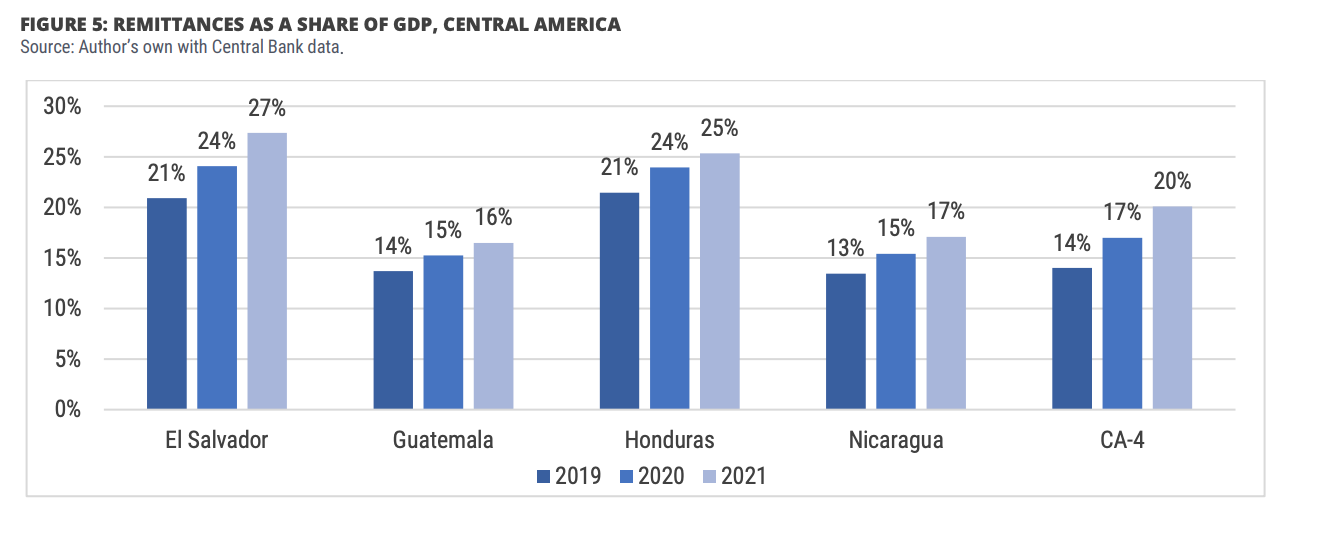 FIGURE 5: REMITTANCES AS A SHARE OF GDP, CENTRAL AMERICA
Source: Author's own with Central Bank data.
30%
25%
20%
15%
10%
5%
0%
21% 24% 27%
14% 15% 16%
21% 24% 25%
13% 15% 17%
14% 17% 20%
El Salvador Guatemala Honduras Nicaragua CA-4
2019 2020 2021